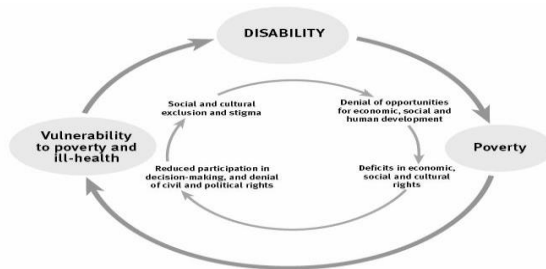 DISABILITY
Social and cultural
exclusion and stigma
Denial of opportunities
for economic, social and
human development
Vulnerability
to poverty and
ill-health
Poverty
Reduced participation in
decision-making, and denial
of civil and political rights
Deficits in economic,
social and cultural
rights